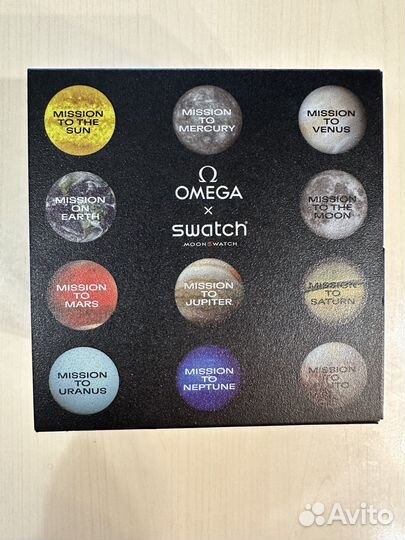 MISSION
TO THE
SUN
MISSION
TO
MERCURY
MISSION
TO
VENUS
MISSION
ON
EARTH
Ω
OMEGA
×
swatch
MOONSWATCH
MISSION
TO THE
MOON
MISSION
TO
MARS
MISSION
TO
JUPITER
MISSION
TO
SATURN
MISSION
TO
URANUS
MISSION
TO
NEPTUNE
MISSION
TO
PLUTO
Avito